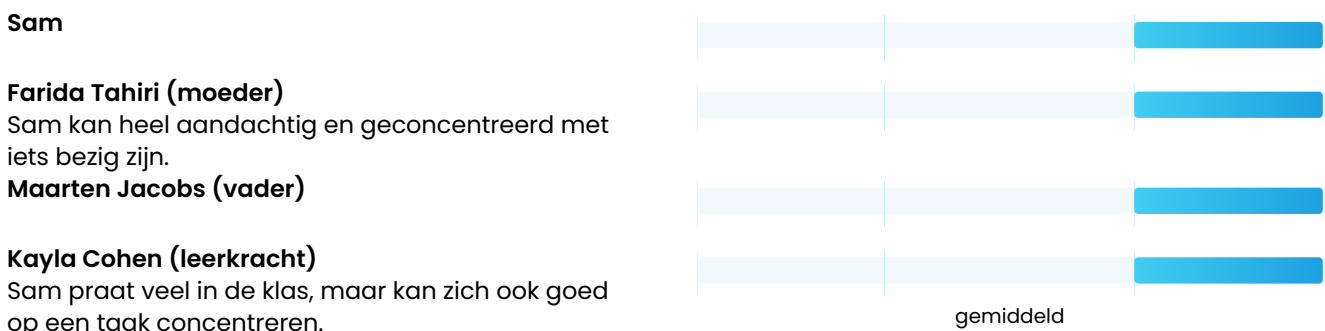 Sam
Farida Tahiri (moeder)
Sam kan heel aandachtig en geconcentreerd met
iets bezig zijn.
Maarten Jacobs (vader)
Kayla Cohen (leerkracht)
Sam praat veel in de klas, maar kan zich ook goed
op een taak concentreren.
gemiddeld